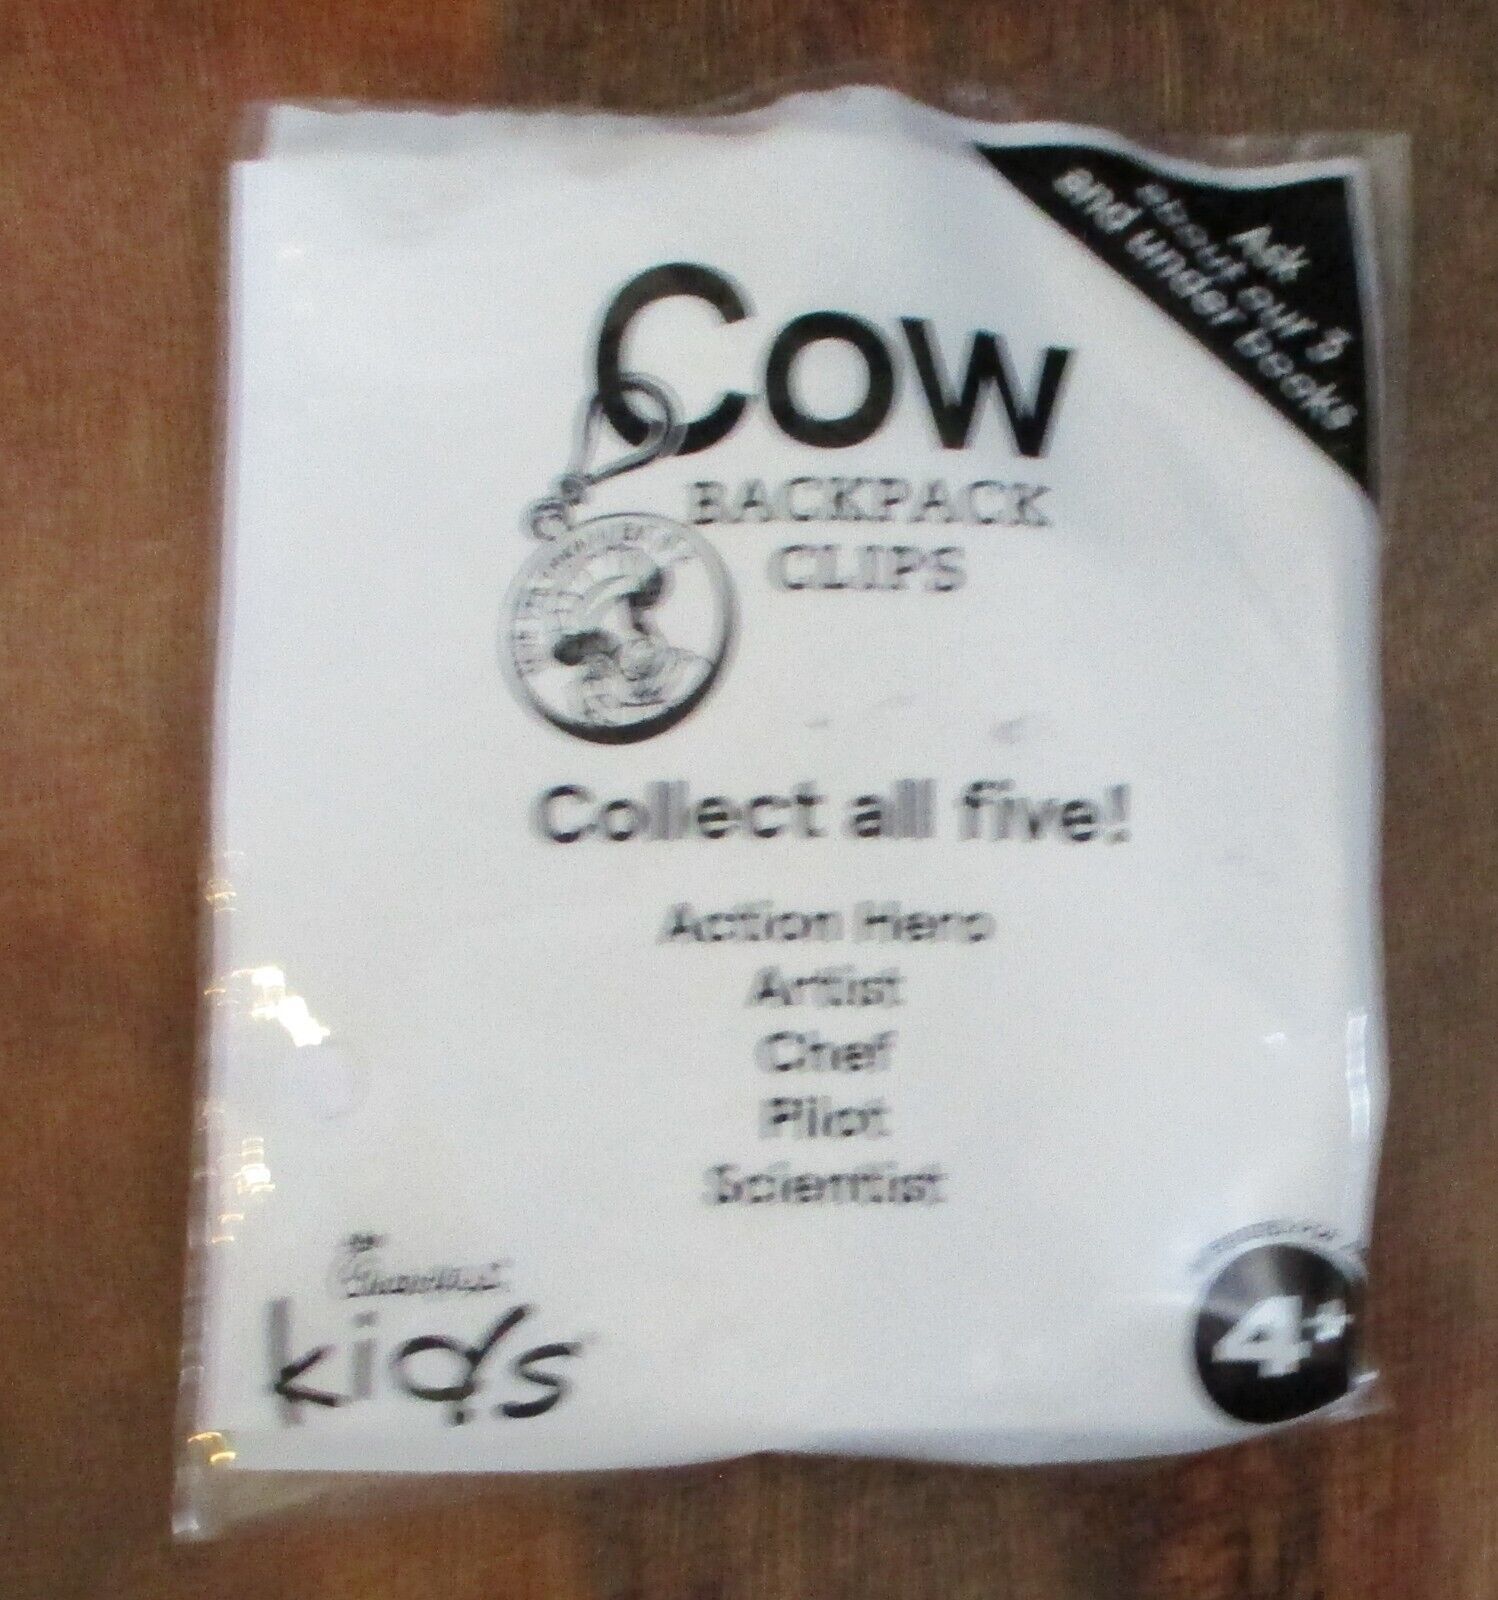 Ask
about our 3
and under books
Cow
BACKPACK
CLIPS
Collect all five!
Action Hero
Artist
Chef
Pilot
Scientist
kids
4+